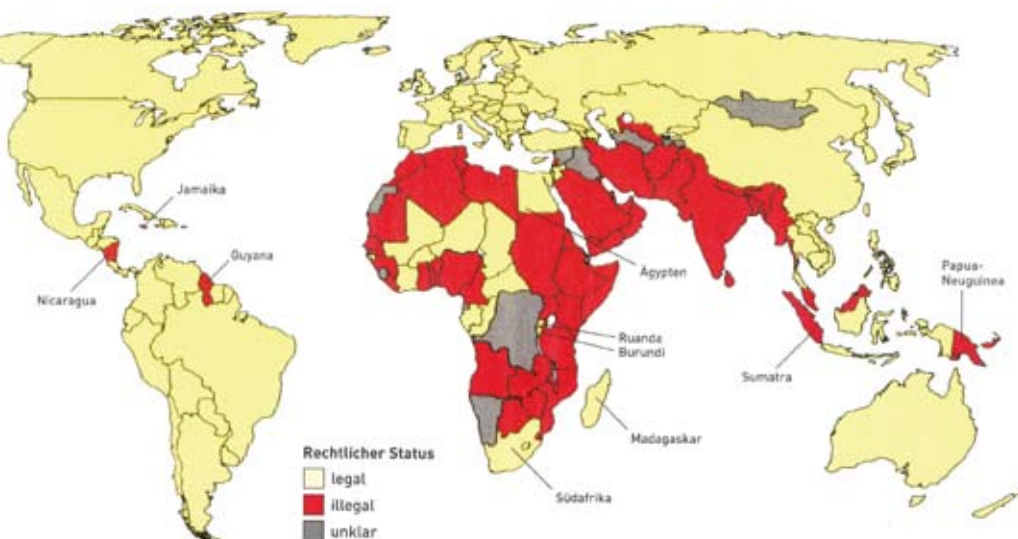 Jamaika
Guyana
Nicaragua
Ägypten
Papua-
Neuguinea
Ruanda
Burundi
Sumatra
Madagaskar
Südafrika
Rechtlicher Status
legal
illegal
unklar